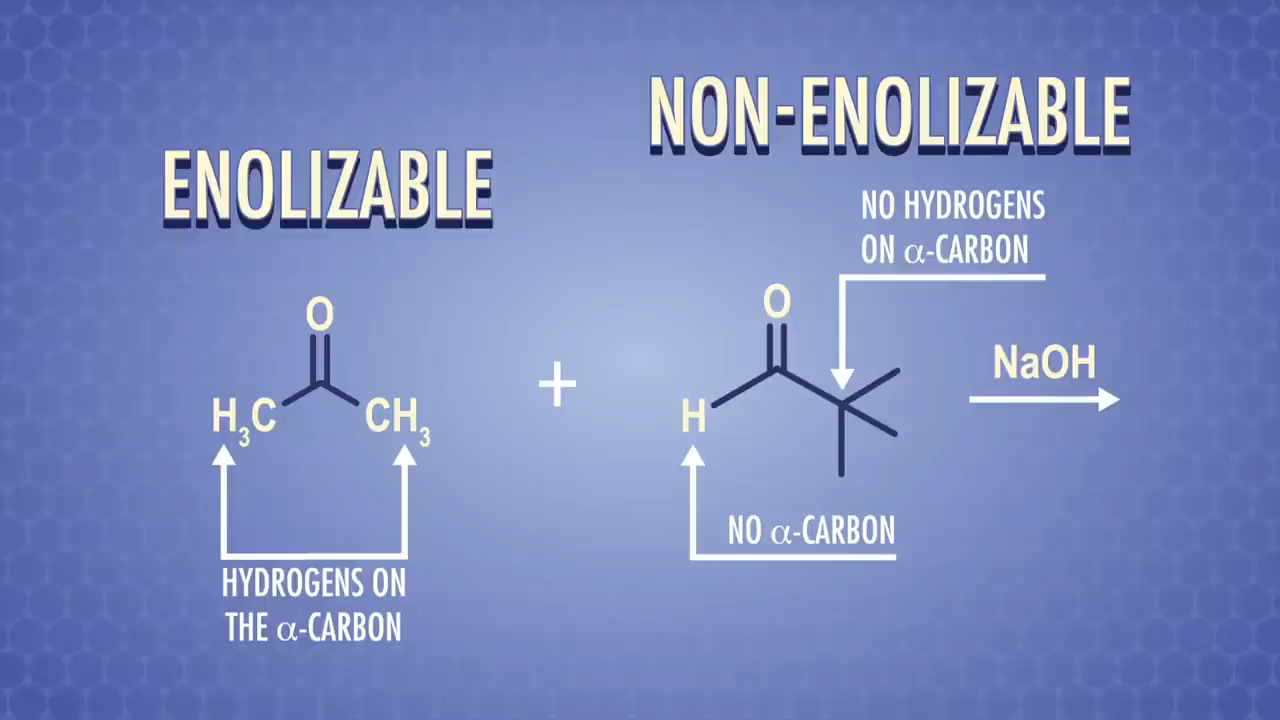 ENOLIZABLE
NON-ENOLIZABLE
NO HYDROGENS
ON α-CARBON
O
H₃C
CH₃
+
O
H
NaOH
NO α-CARBON
HYDROGENS ON
THE α-CARBON